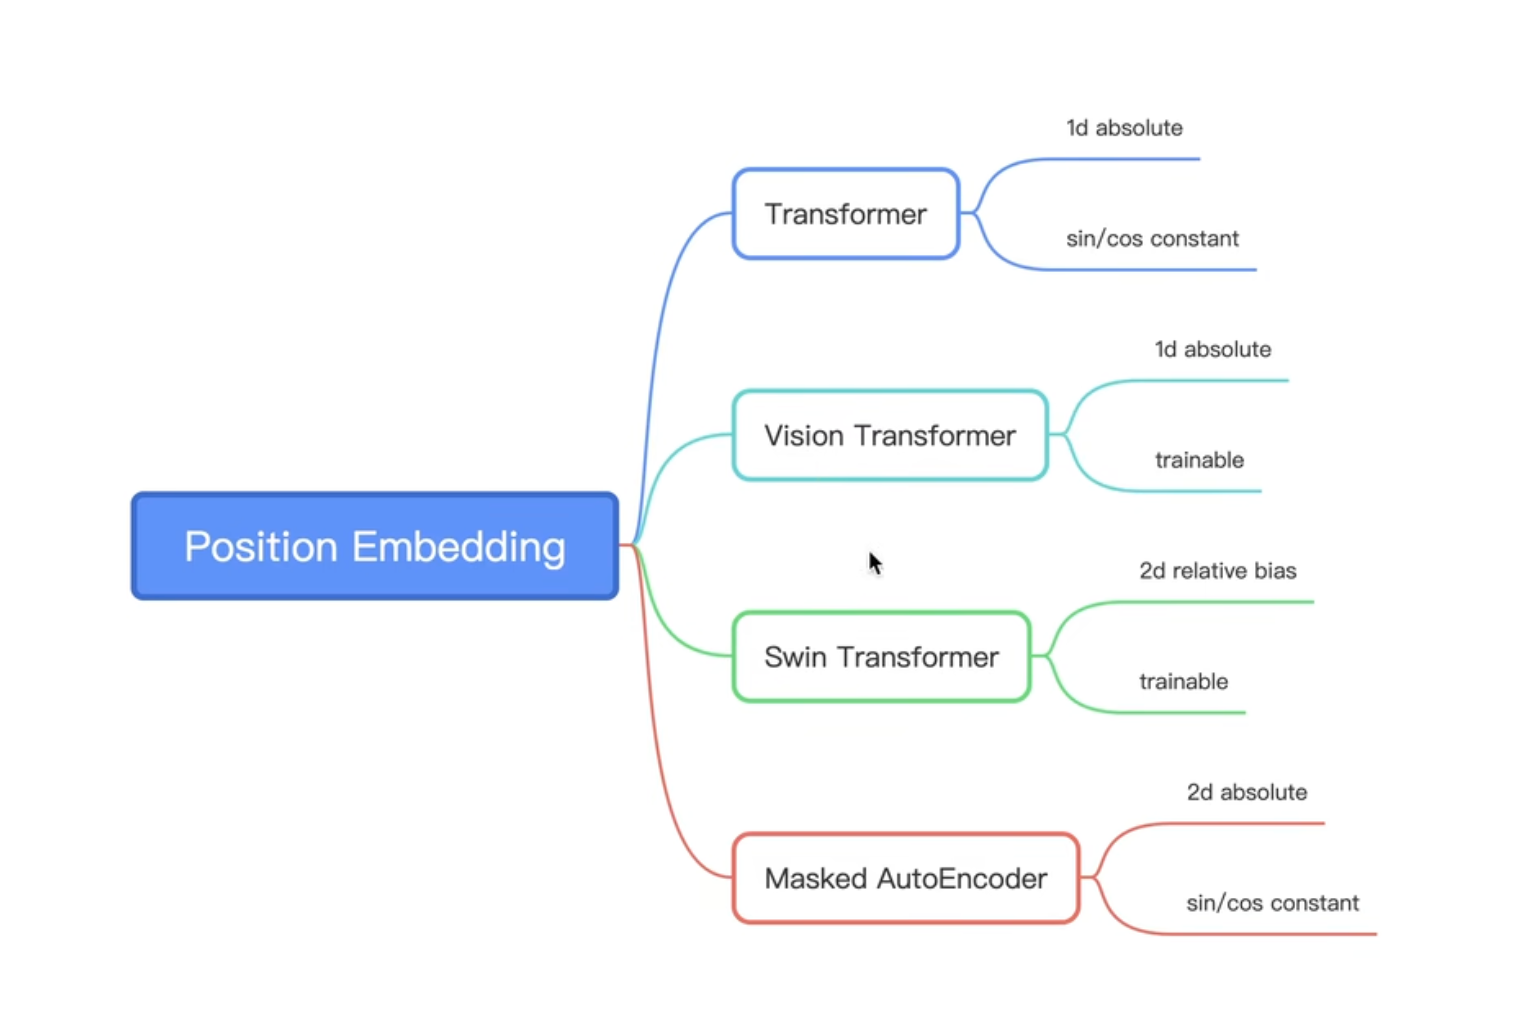 Position Embedding
Transformer
1d absolute
sin/cos constant
Vision Transformer
1d absolute
trainable
Swin Transformer
2d relative bias
trainable
Masked AutoEncoder
2d absolute
sin/cos constant